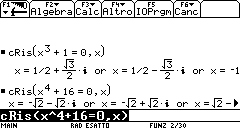 F1 F2 Algebra F3 Calc F4 Altro F5 IOPrgm F6 Canc
cRis(x^3 + 1 = 0, x)
x = 1/2 + √3/2·i or x = 1/2 - √3/2·i or x = -1
cRis(x^4 + 16 = 0, x)
x = -√2 - √2·i or x = -√2 + √2·i or x = √2 -
cRis(x^4+16=0,x)
MAIN RAD ESATTO FUNZ 2/30